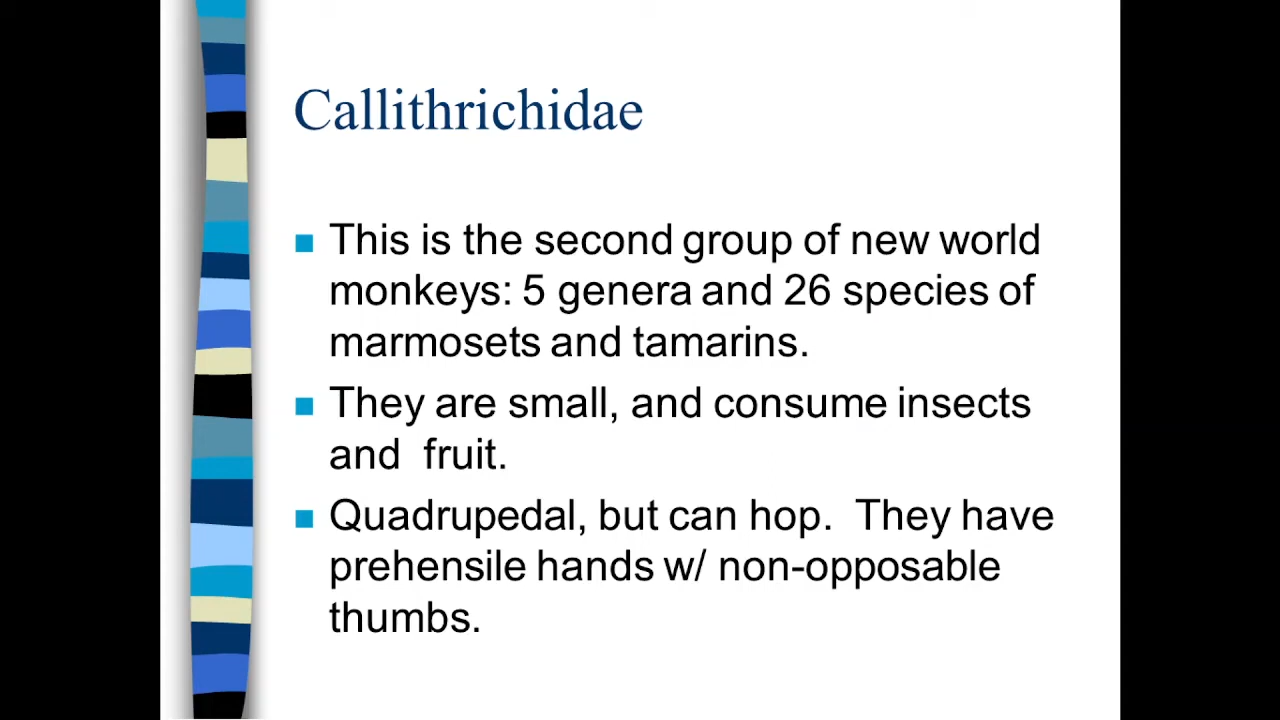 Callithrichidae
This is the second group of new world
monkeys: 5 genera and 26 species of
marmosets and tamarins.
They are small, and consume insects
and  fruit.
Quadrupedal, but can hop.  They have
prehensile hands w/ non-opposable
thumbs.